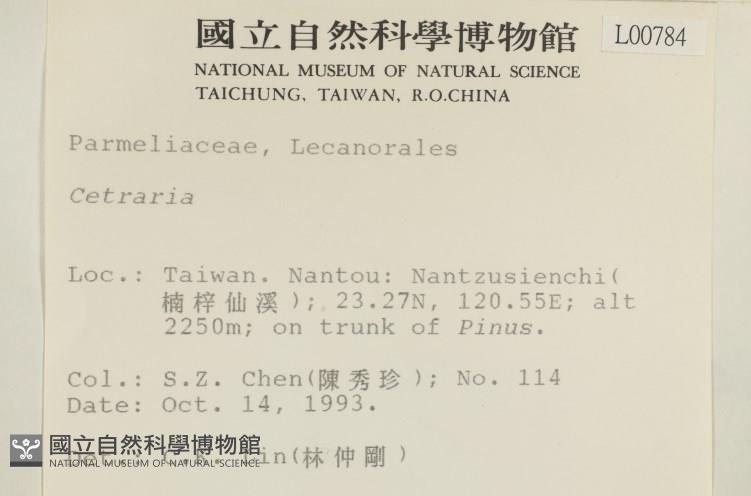 國立自然科學博物館
L00784
NATIONAL MUSEUM OF NATURAL SCIENCE
TAICHUNG, TAIWAN, R.O.CHINA
Parmeliaceae, Lecanorales
Cetraria
Loc.: Taiwan. Nantou: Nantzusienchi(
楠梓仙溪); 23.27N, 120.55E; alt
2250m; on trunk of Pinus.
Col.: S.Z. Chen(陳秀珍); No. 114
Date: Oct. 14, 1993.
國立自然科學博物館
NATIONAL MUSEUM OF NATURAL SCIENCE
(林仲剛)